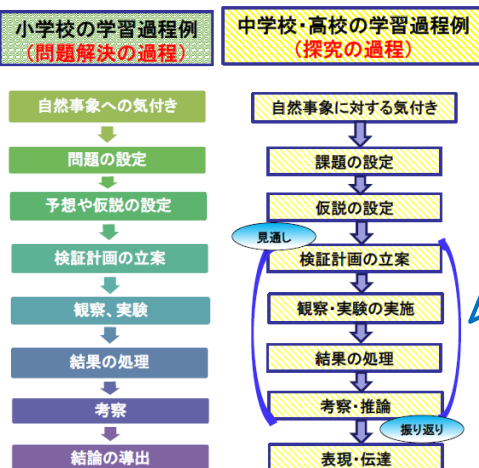 小学校の学習過程例
（問題解決の過程）
自然事象への気付き
問題の設定
予想や仮説の設定
検証計画の立案
観察、実験
結果の処理
考察
結論の導出
中学校・高校の学習過程例
（探究の過程）
自然事象に対する気付き
課題の設定
仮説の設定
見通し
検証計画の立案
観察・実験の実施
結果の処理
考察・推論
振り返り
表現・伝達